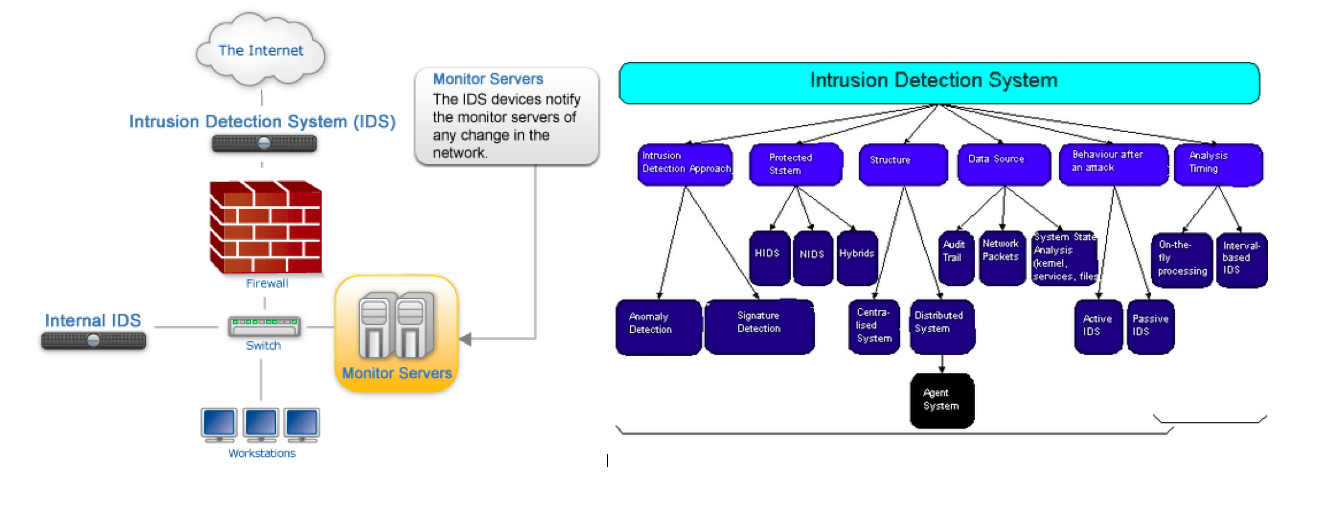 The Internet
Intrusion Detection System (IDS)
Monitor Servers
The IDS devices notify
the monitor servers of
any change in the
network.
Firewall
Internal IDS
Switch
Monitor Servers
Workstations
Intrusion Detection System
Intrusion
Detection Approach
Protected
Ststem
Structure
Data Source
Behaviour after
an attack
Analysis
Timing
HIDS
NIDS
Hybrids
Audit
Trail
Network
Packets
System State
Analysis
(kernel,
services, files
On-the-
fly
processing
Interval-
based
IDS
Anomaly
Detection
Signature
Detection
Centra-
lised
System
Distributed
System
Active
IDS
Passive
IDS
Agent
System